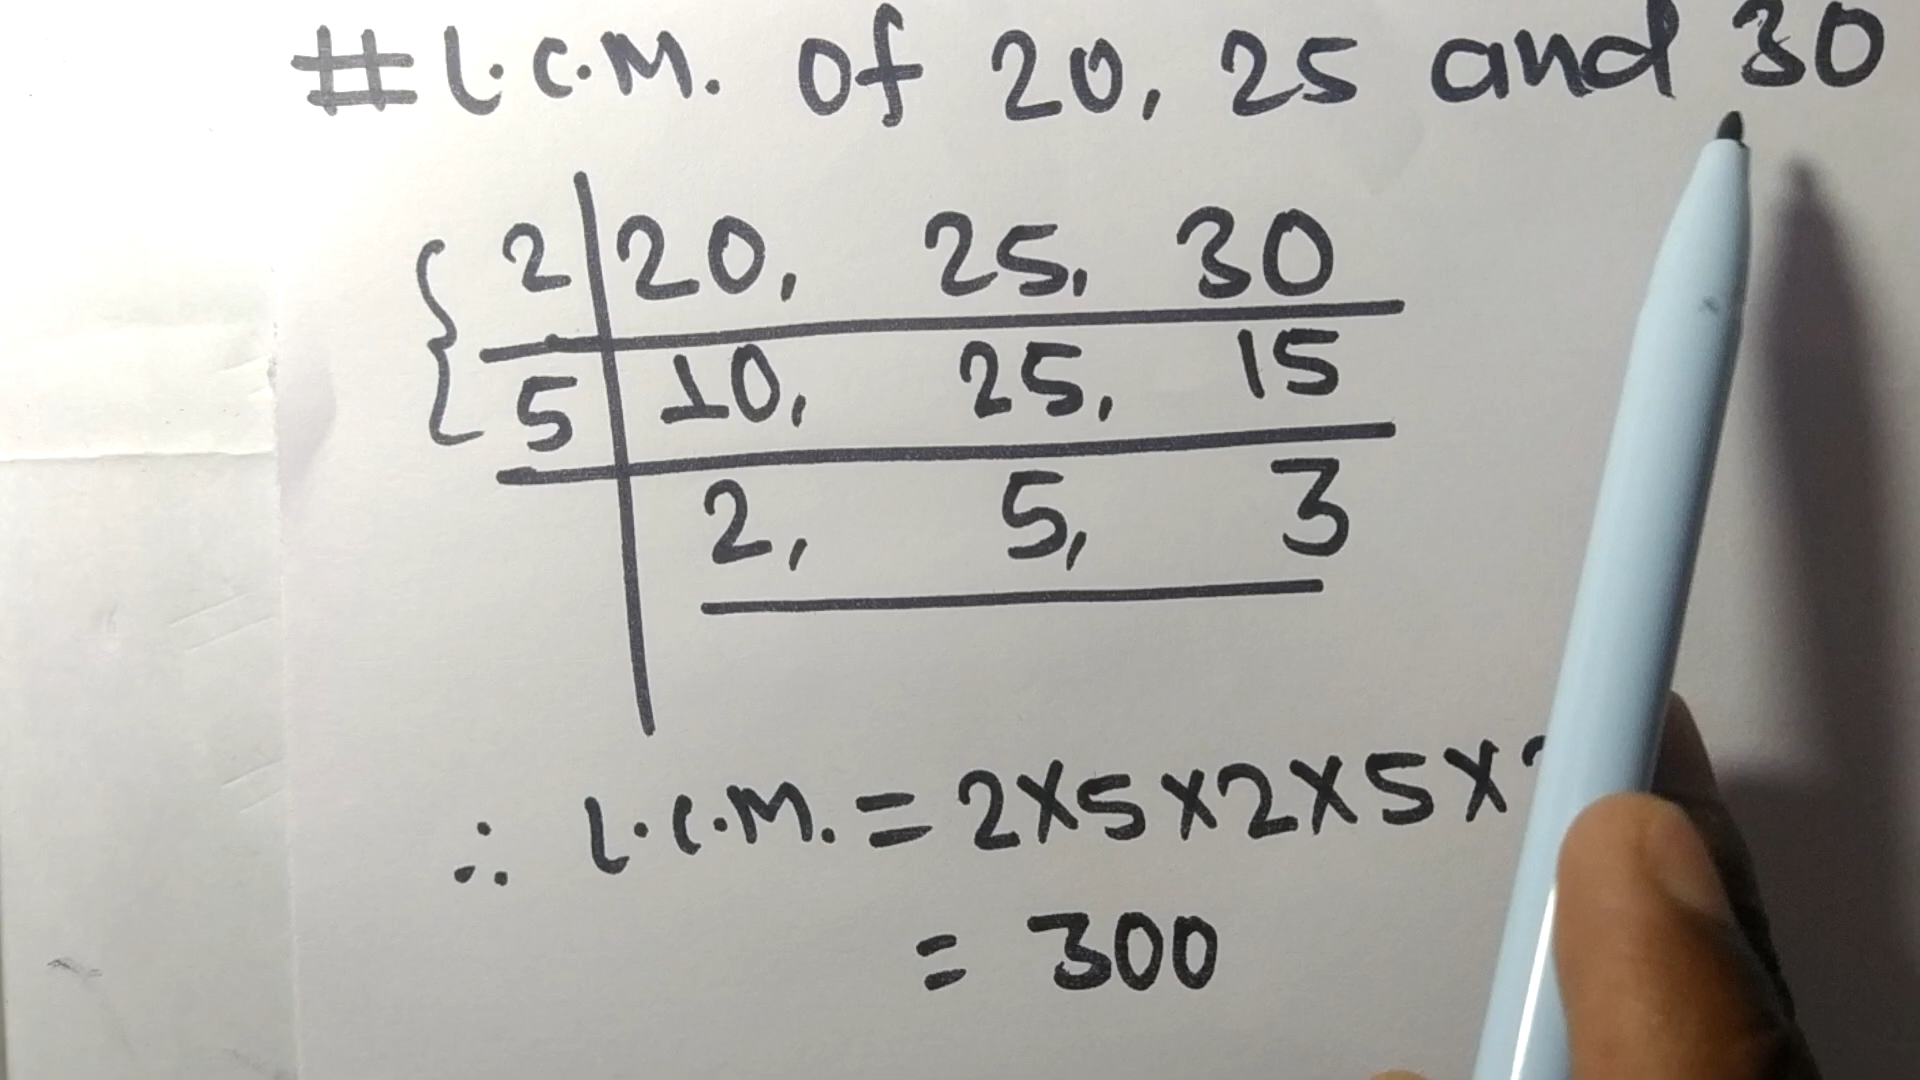 # L.C.M. of 20, 25 and 30
2 20, 25, 30
5 10, 25, 15
2, 5, 3
∴ L.C.M. = 2×5×2×5×
= 300